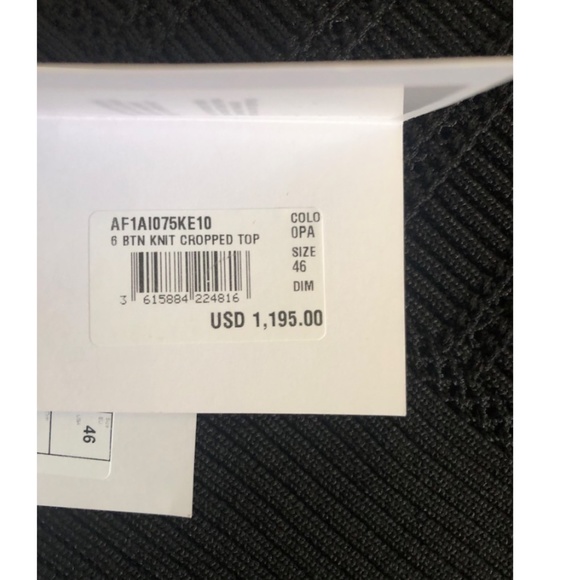 AF1AI075KE10
6 BTN KNIT CROPPED TOP
COLO
0PA
SIZE
46
DIM
3 615884 224816
USD 1,195.00
46